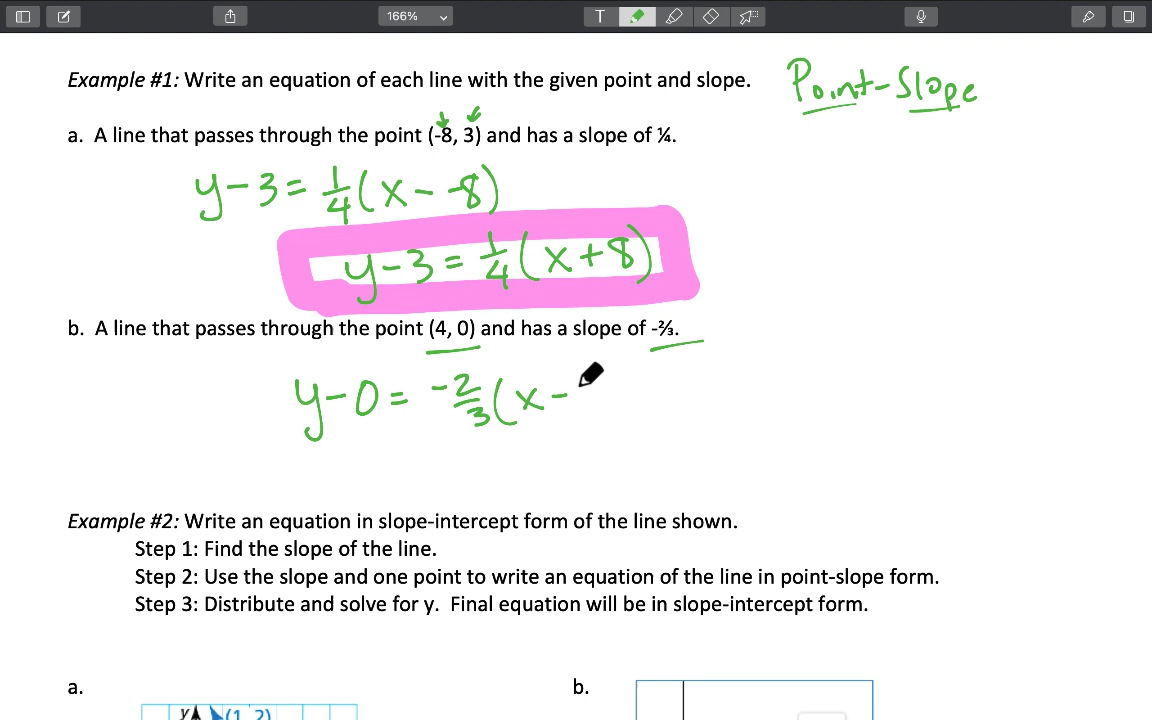 166%
T
Example #1: Write an equation of each line with the given point and slope.
Point-Slope
a. A line that passes through the point (-8, 3) and has a slope of ¼.
y-3= 1/4(x- -8)
y-3= 1/4(x+8)
b. A line that passes through the point (4, 0) and has a slope of -⅔.
y-0= -2/3(x-
Example #2: Write an equation in slope-intercept form of the line shown.
Step 1: Find the slope of the line.
Step 2: Use the slope and one point to write an equation of the line in point-slope form.
Step 3: Distribute and solve for y. Final equation will be in slope-intercept form.
a.
b.
y (1, 2)